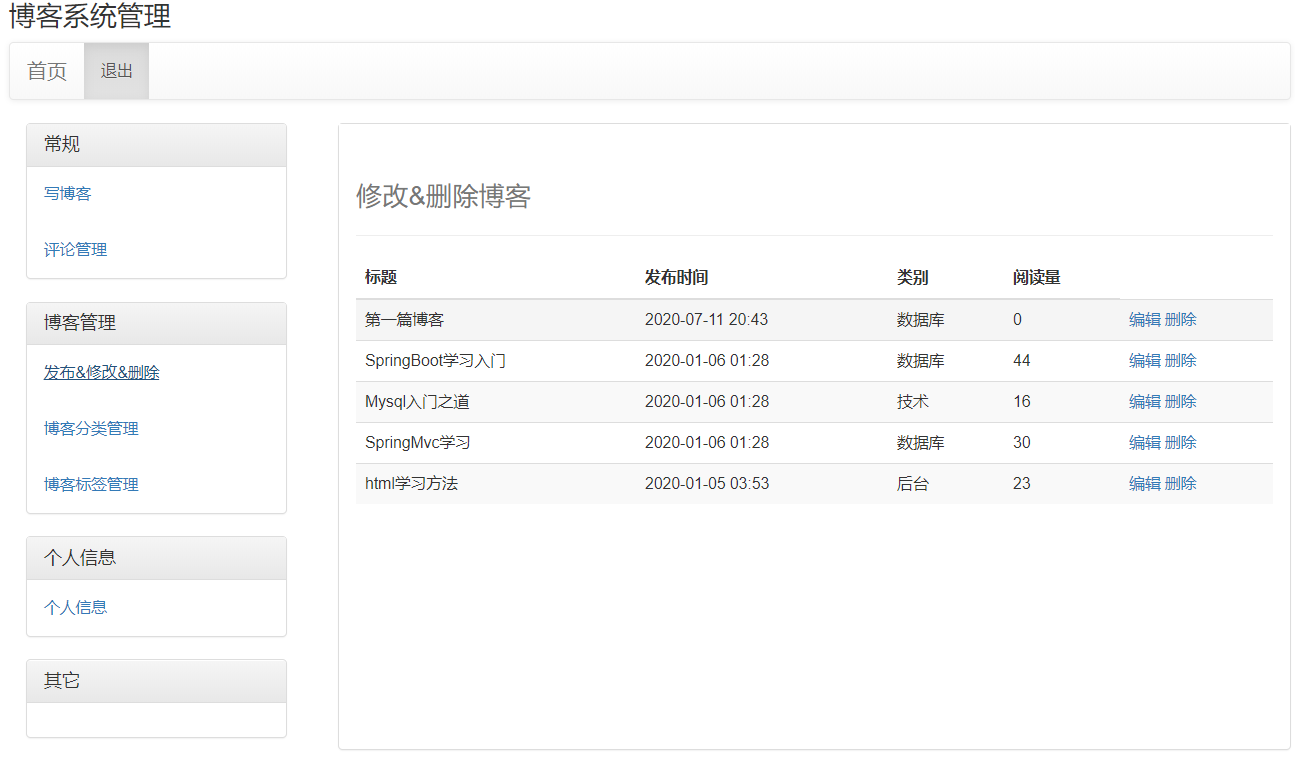 博客系统管理
首页 退出
常规
写博客
评论管理
博客管理
发布&修改&删除
博客分类管理
博客标签管理
个人信息
个人信息
其它
修改&删除博客
标题 发布时间 类别 阅读量
第一篇博客 2020-07-11 20:43 数据库 0 编辑 删除
SpringBoot学习入门 2020-01-06 01:28 数据库 44 编辑 删除
Mysql入门之道 2020-01-06 01:28 技术 16 编辑 删除
SpringMvc学习 2020-01-06 01:28 数据库 30 编辑 删除
html学习方法 2020-01-05 03:53 后台 23 编辑 删除